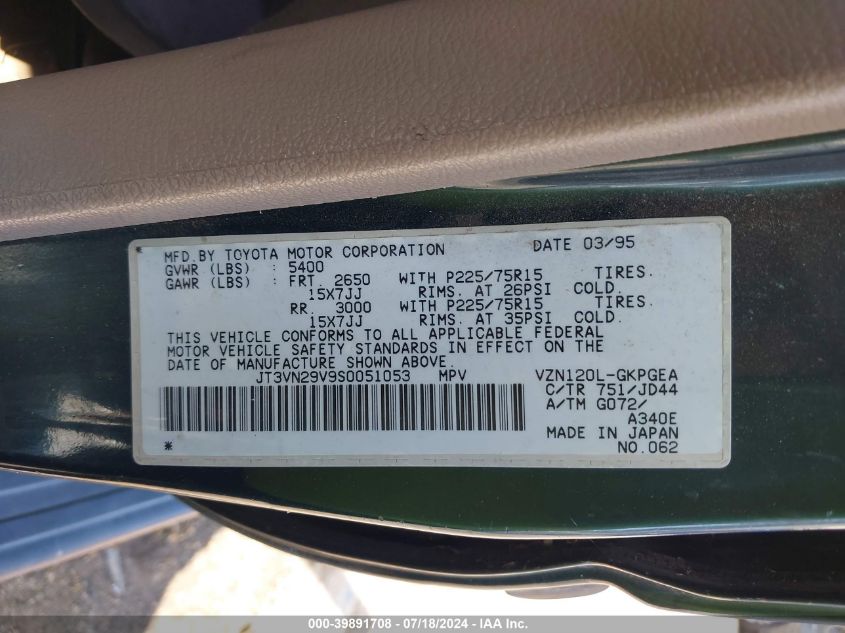 MFD.BY TOYOTA MOTOR CORPORATION DATE 03/95
GVWR (LBS) : 5400
GAWR (LBS) : FRT. 2650 WITH P225/75R15 TIRES.
15X7JJ RIMS. AT 26PSI COLD.
RR. 3000 WITH P225/75R15 TIRES.
15X7JJ RIMS. AT 35PSI COLD.
THIS VEHICLE CONFORMS TO ALL APPLICABLE FEDERAL
MOTOR VEHICLE SAFETY STANDARDS IN EFFECT ON THE
DATE OF MANUFACTURE SHOWN ABOVE.
JT3VN29V9S0051053 MPV VZN120L-GKPGEA
C/TR 751/JD44
A/TM G072/
A340E
MADE IN JAPAN
NO.062
000-39891708 - 07/18/2024 - IAA Inc.